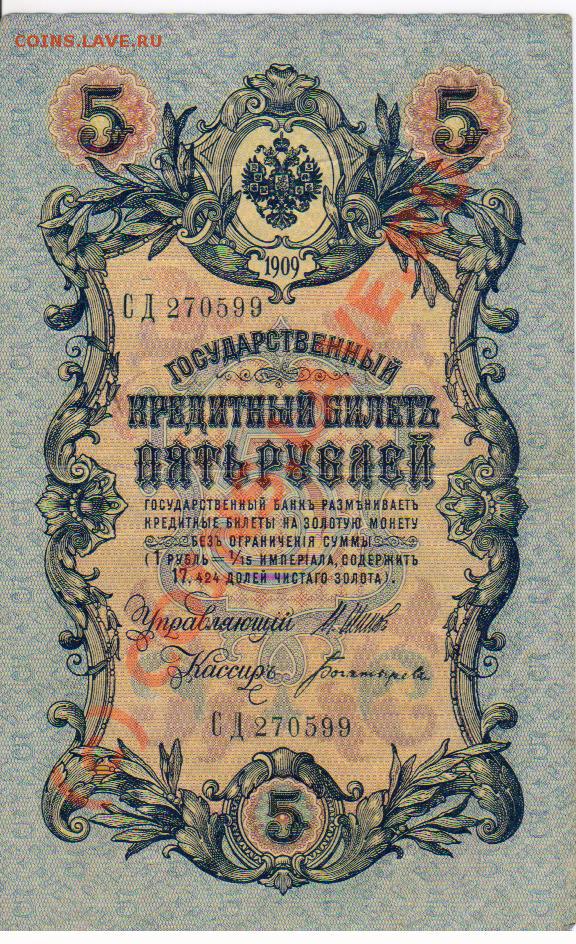 COINS.LAVE.RU
5 5
1909
СД 270599
ГОСУДАРСТВЕННЫЙ
КРЕДИТНЫЙ БИЛЕТЪ
ПЯТЬ РУБЛЕЙ
ГОСУДАРСТВЕННЫЙ БАНКЪ РАЗМѢНИВАЕТЪ
КРЕДИТНЫЕ БИЛЕТЫ НА ЗОЛОТУЮ МОНЕТУ
БЕЗЪ ОГРАНИЧЕНІЯ СУММЫ
(1 РУБЛЬ = 1/15 ИМПЕРІАЛА, СОДЕРЖИТЪ
17,424 ДОЛЕЙ ЧИСТАГО ЗОЛОТА).
Управляющій И. Шиповъ
Кассиръ Богатыревъ
СД 270599
5